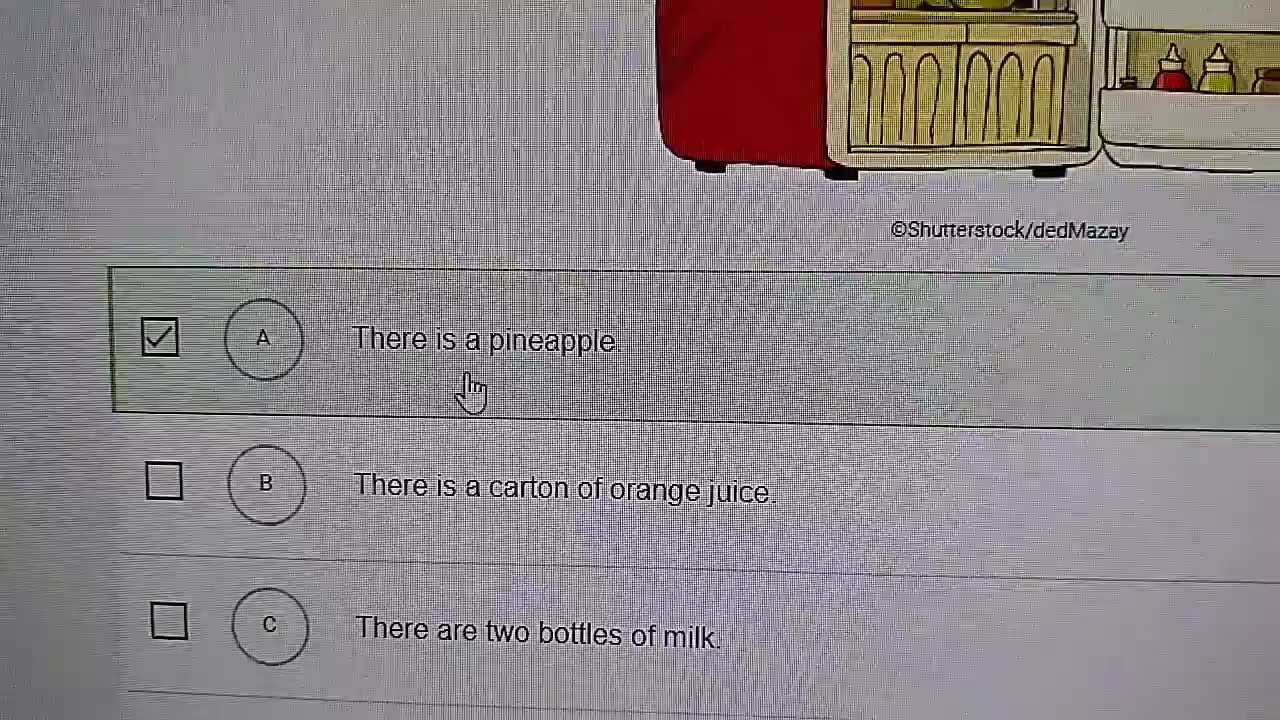 ©Shutterstock/dedMazay
A There is a pineapple.
B There is a carton of orange juice.
C There are two bottles of milk.